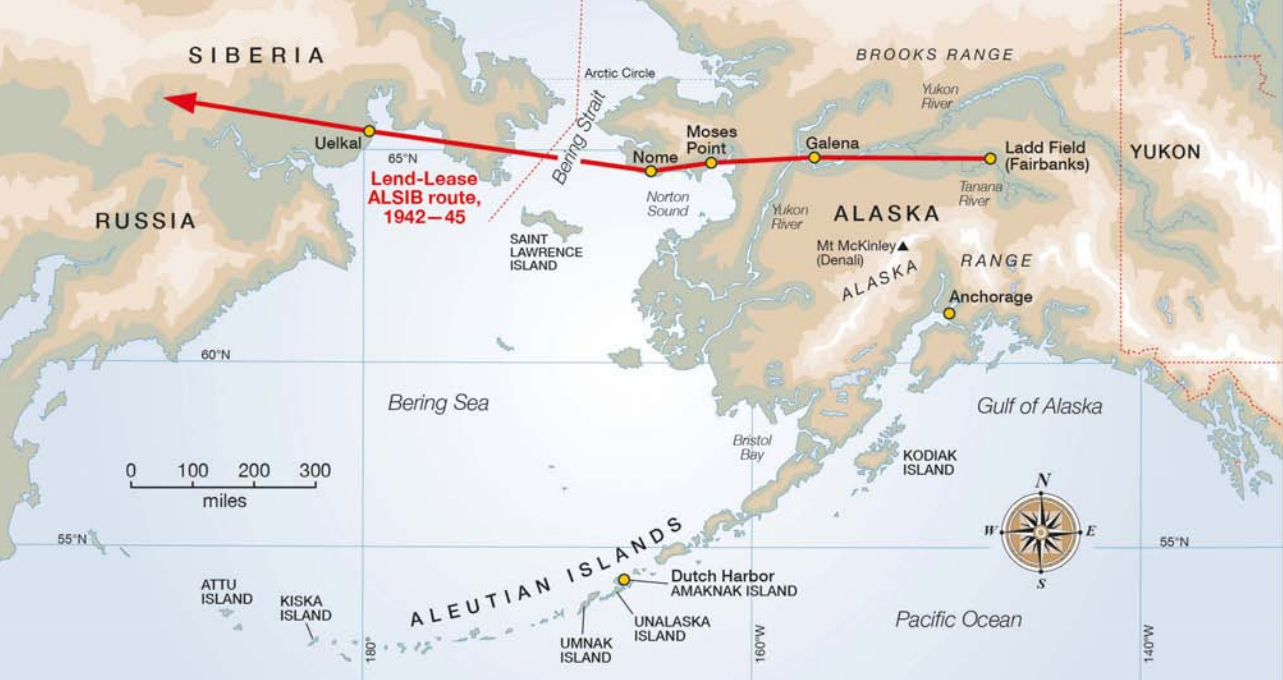 SIBERIA
BROOKS RANGE
Arctic Circle
Yukon
River
Bering Strait
Uelkal
65°N
Nome
Moses
Point
Galena
Ladd Field
(Fairbanks)
YUKON
Lend-Lease
ALSIB route,
1942–45
Norton
Sound
Tanana
River
RUSSIA
Yukon
River
ALASKA
SAINT
LAWRENCE
ISLAND
Mt McKinley
(Denali)
ALASKA
RANGE
Anchorage
60°N
Bering Sea
Gulf of Alaska
Bristol
Bay
KODIAK
ISLAND
0 100 200 300
miles
N
W E
S
55°N
55°N
ALEUTIAN ISLANDS
ATTU
ISLAND
KISKA
ISLAND
Dutch Harbor
AMAKNAK ISLAND
UNALASKA
ISLAND
UMNAK
ISLAND
Pacific Ocean
180°
160°W
140°W